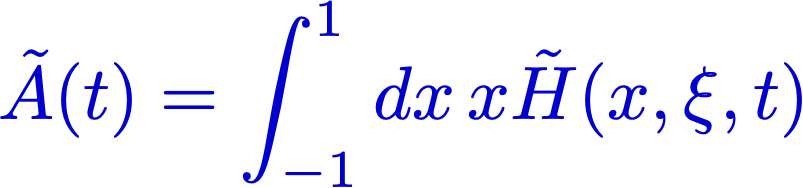 Ã(t) = ∫_{-1}^{1} dx x H̃(x, ξ, t)